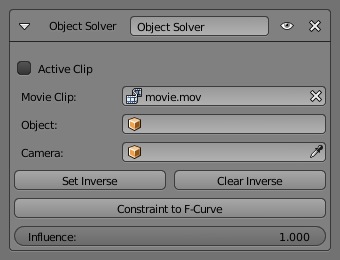 Object Solver Object Solver
Active Clip
Movie Clip: movie.mov
Object:
Camera:
Set Inverse Clear Inverse
Constraint to F-Curve
Influence: 1.000